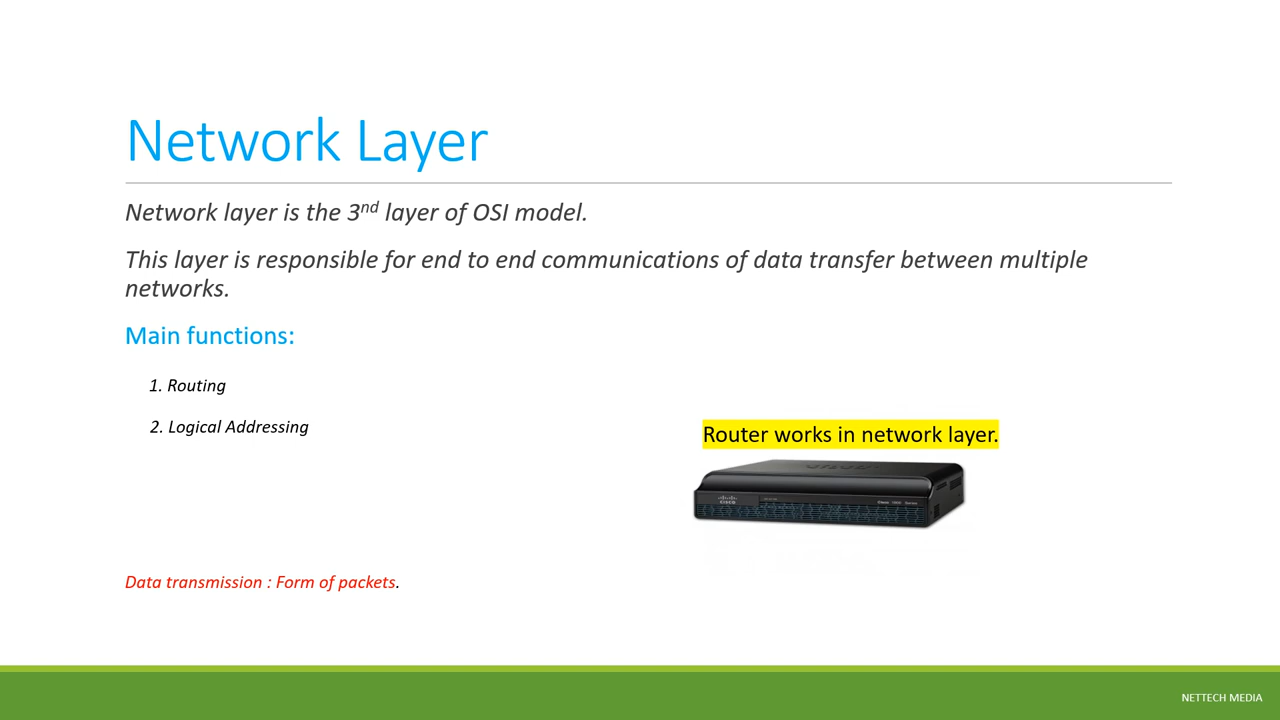 Network Layer
Network layer is the 3nd layer of OSI model.
This layer is responsible for end to end communications of data transfer between multiple
networks.
Main functions:
1. Routing
2. Logical Addressing
Router works in network layer.
CISCO
Data transmission : Form of packets.
NETTECH MEDIA